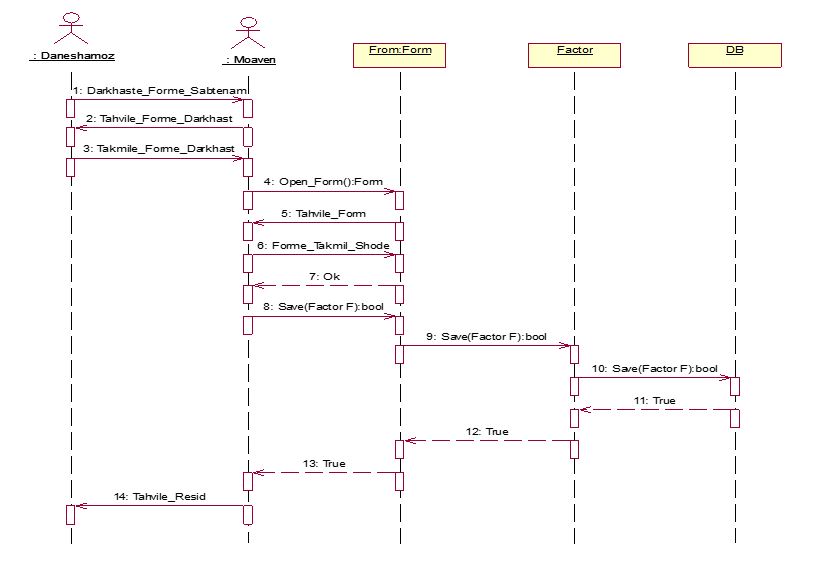 : Daneshamoz
: Moaven
From:Form
Factor
DB
1: Darkhaste_Forme_Sabtenam
2: Tahvile_Forme_Darkhast
3: Takmile_Forme_Darkhast
4: Open_Form():Form
5: Tahvile_Form
6: Forme_Takmil_Shode
7: Ok
8: Save(Factor F):bool
9: Save(Factor F):bool
10: Save(Factor F):bool
11: True
12: True
13: True
14: Tahvile_Resid